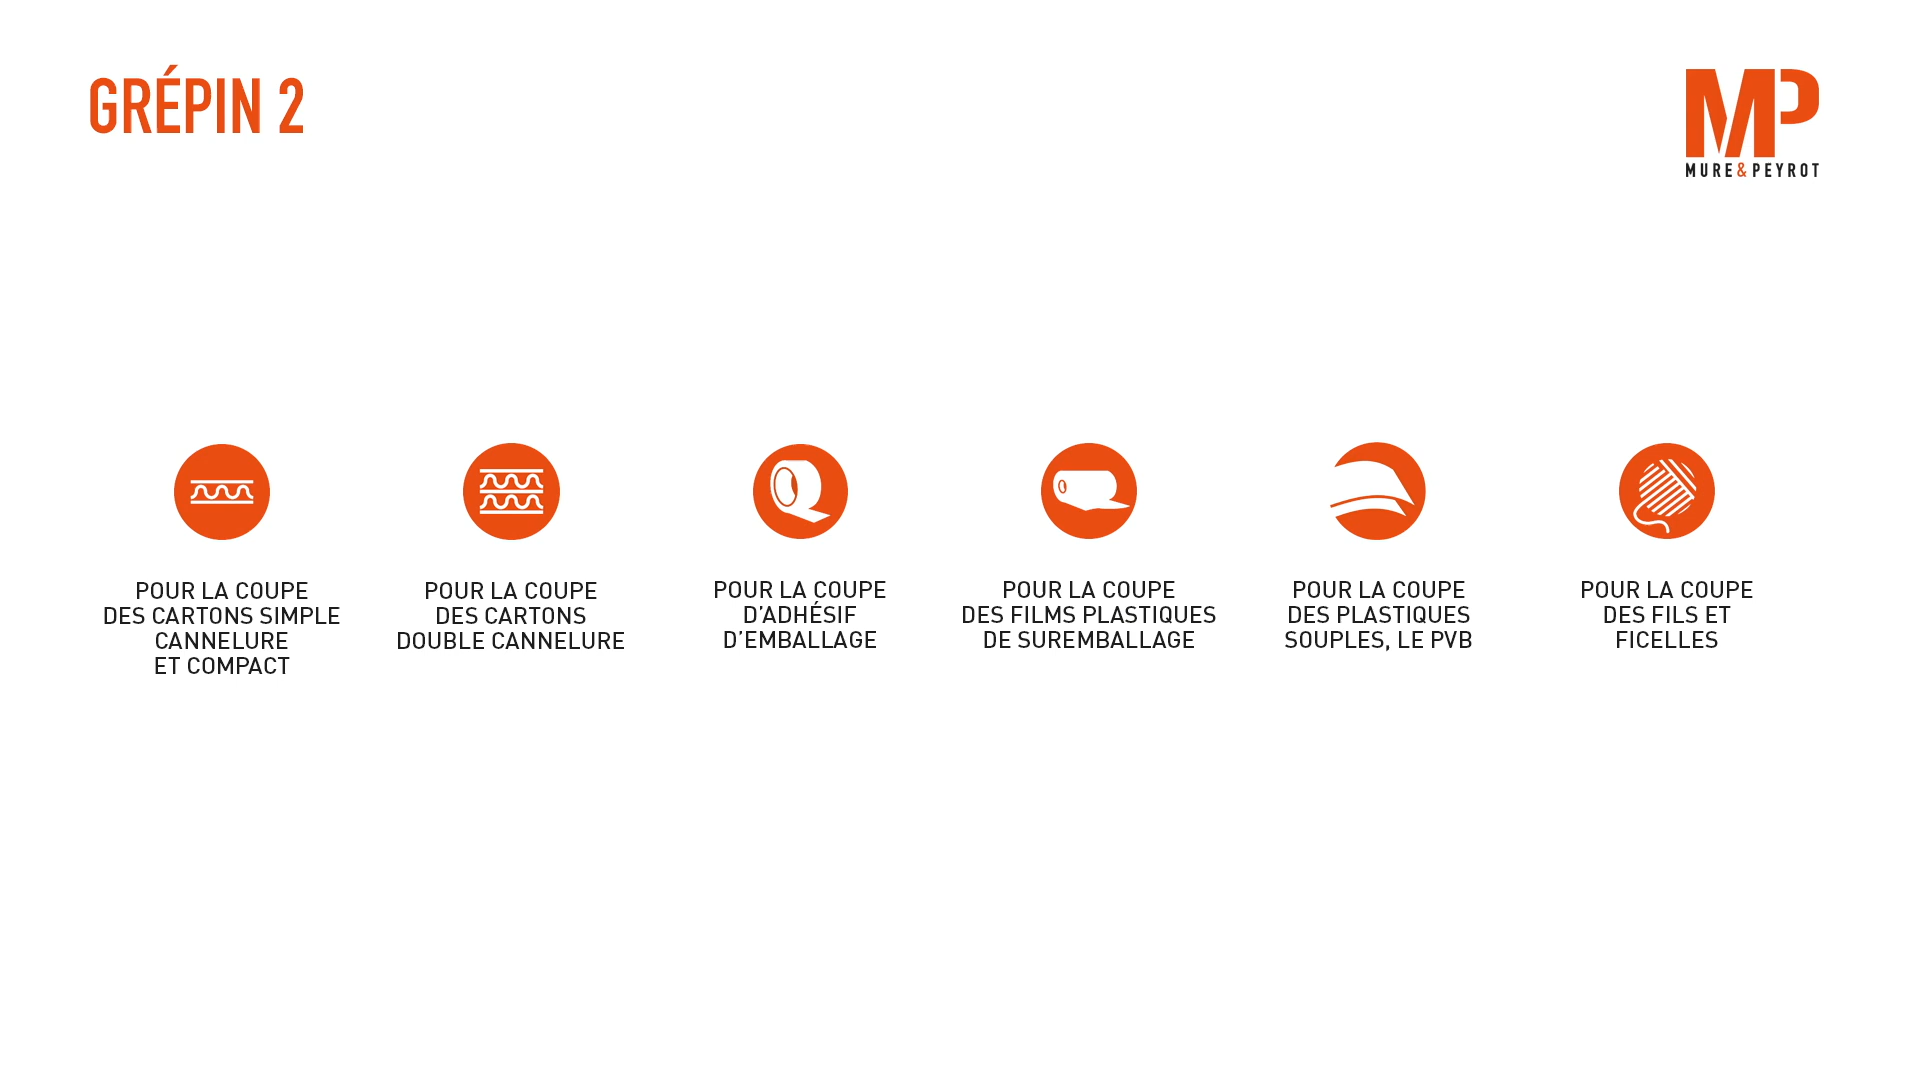 GRÉPIN 2
MP
MURE&PEYROT
POUR LA COUPE
DES CARTONS SIMPLE
CANNELURE
ET COMPACT
POUR LA COUPE
DES CARTONS
DOUBLE CANNELURE
POUR LA COUPE
D’ADHÉSIF
D’EMBALLAGE
POUR LA COUPE
DES FILMS PLASTIQUES
DE SUREMBALLAGE
POUR LA COUPE
DES PLASTIQUES
SOUPLES, LE PVB
POUR LA COUPE
DES FILS ET
FICELLES